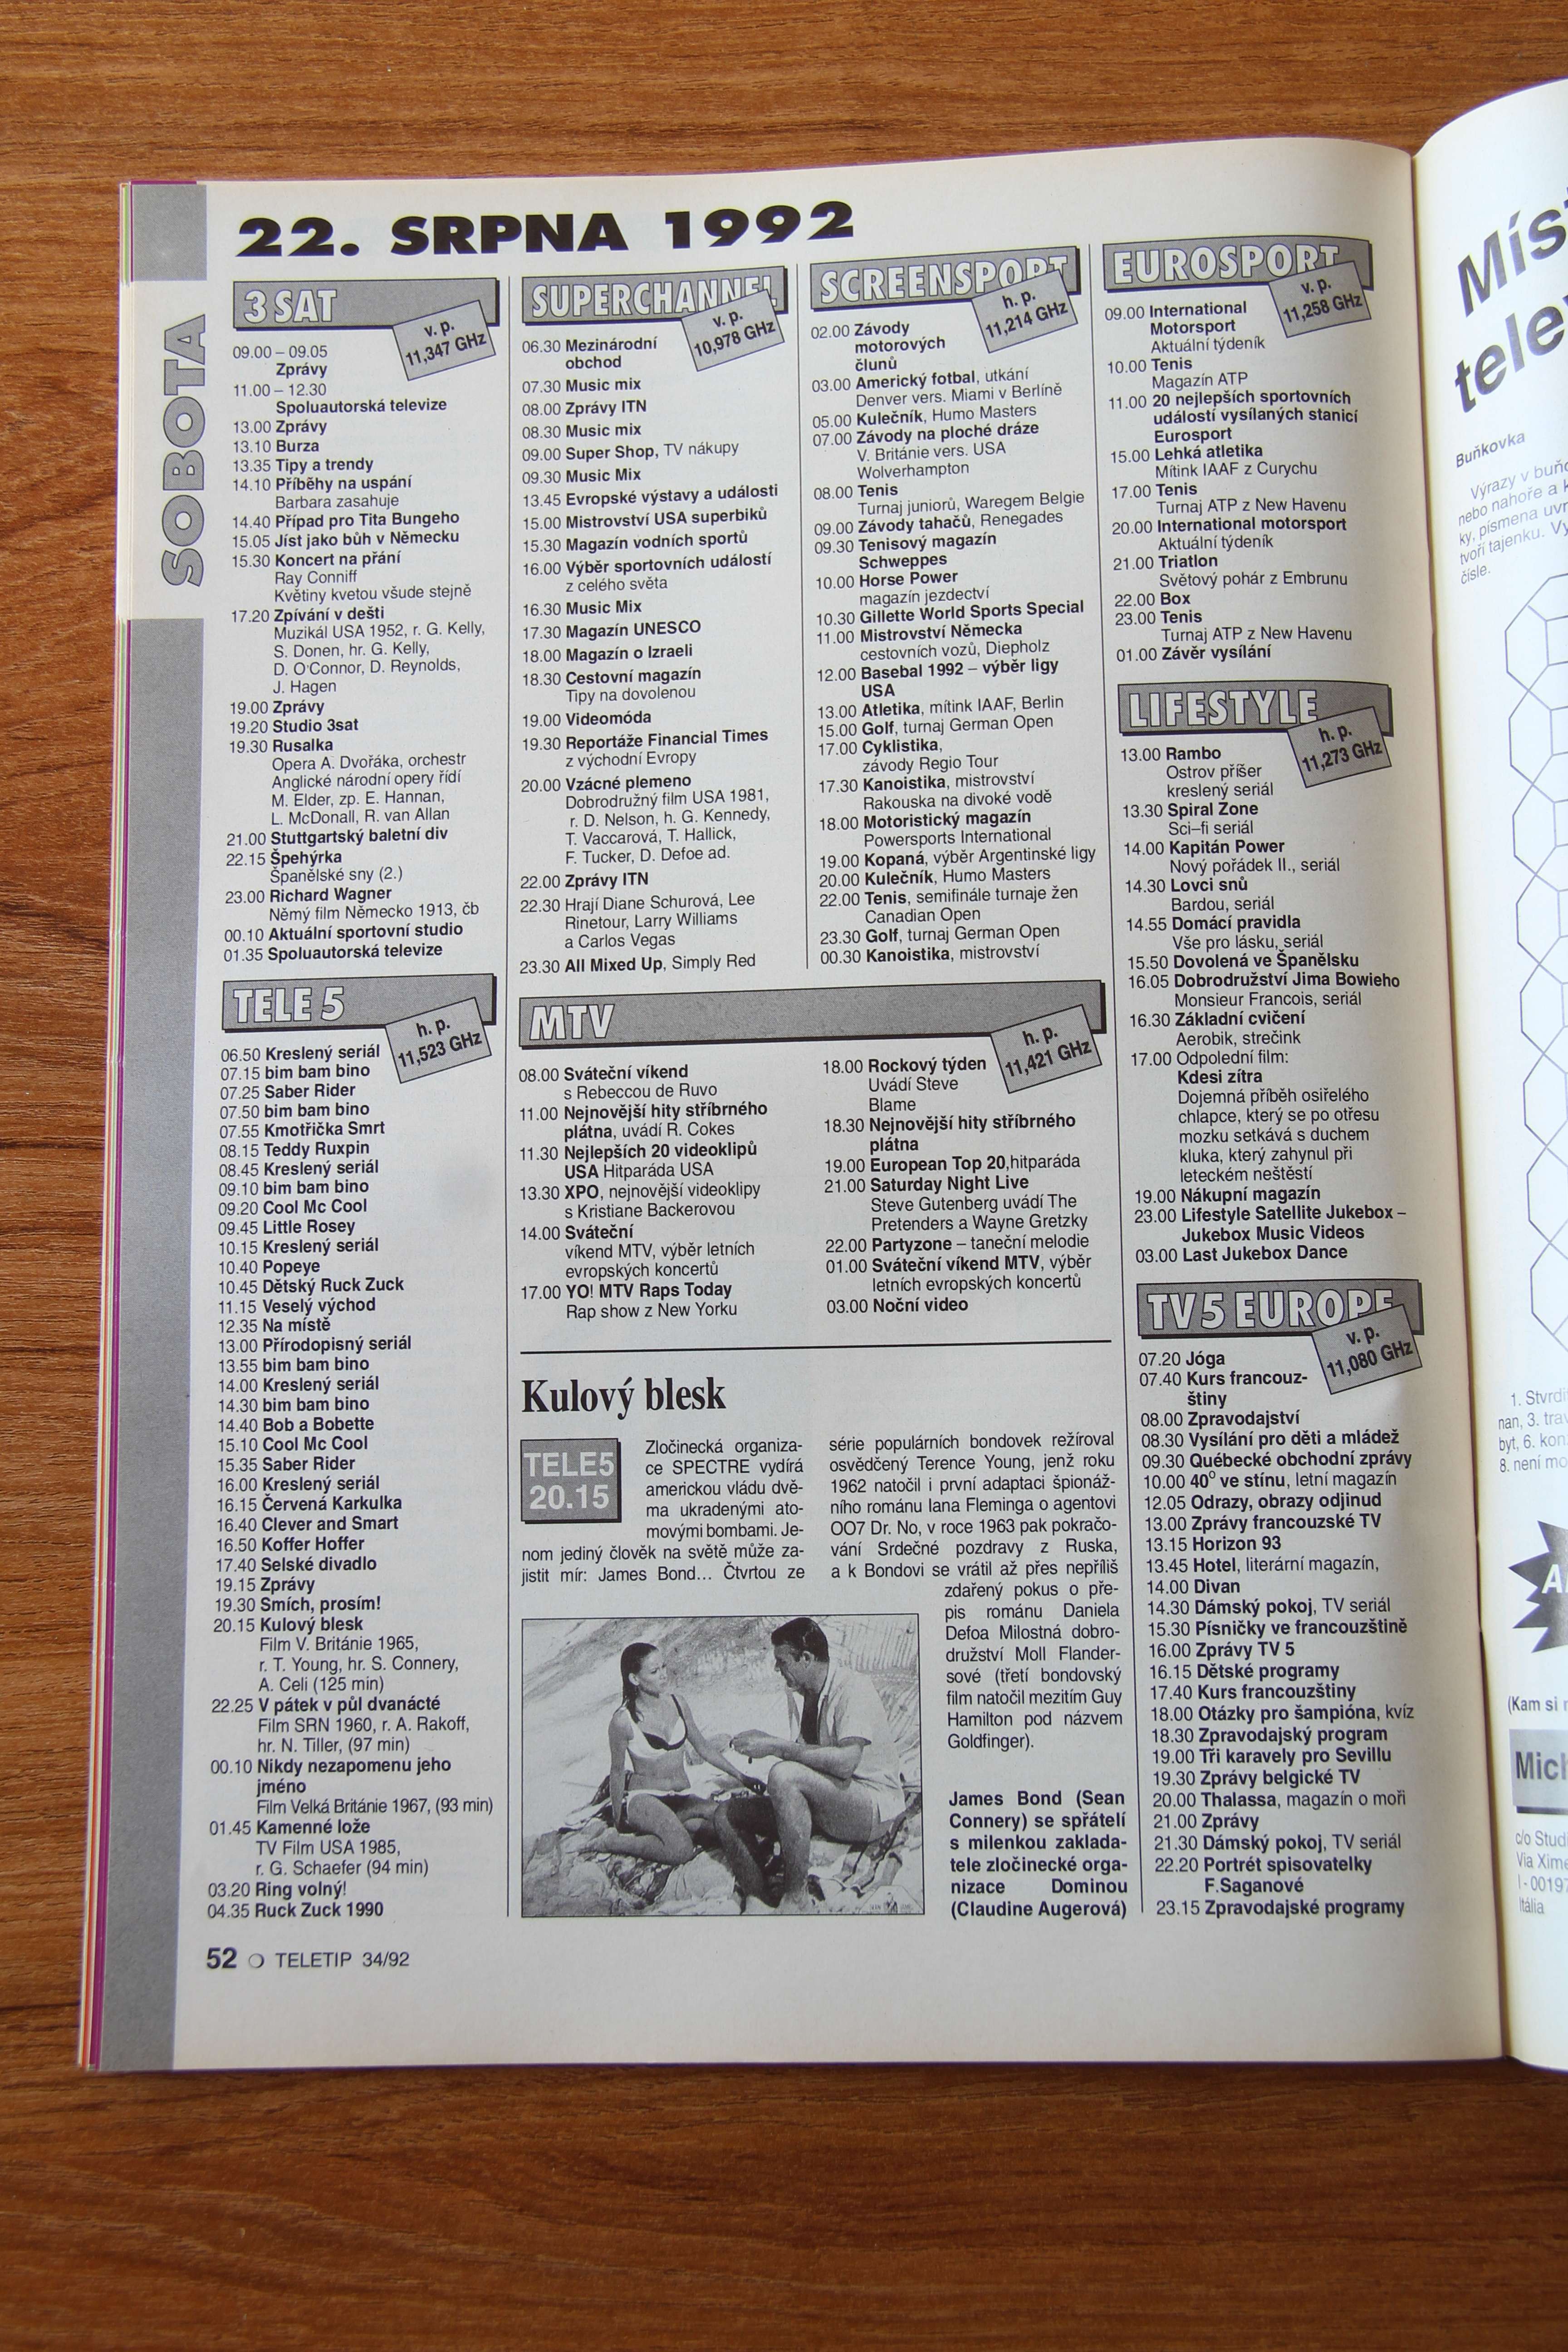 22. SRPNA 1992
SOBOTA
3 SAT
v. p.
11,347 GHz
09.00 – 09.05
Zprávy
11.00 – 12.30
Spoluautorská televize
13.00 Zprávy
13.10 Burza
13.35 Tipy a trendy
14.10 Příběhy na uspání
Barbara zasahuje
14.40 Případ pro Tita Bungeho
15.05 Jíst jako bůh v Německu
15.30 Koncert na přání
Ray Conniff
Květiny kvetou všude stejně
17.20 Zpívání v dešti
Muzikál USA 1952, r. G. Kelly,
S. Donen, hr. G. Kelly,
D. O'Connor, D. Reynolds,
J. Hagen
19.00 Zprávy
19.20 Studio 3sat
19.30 Rusalka
Opera A. Dvořáka, orchestr
Anglické národní opery řídí
M. Elder, zp. E. Hannan,
L. McDonall, R. van Allan
21.00 Stuttgartský baletní div
22.15 Špehýrka
Španělské sny (2.)
23.00 Richard Wagner
Němý film Německo 1913, čb
00.10 Aktuální sportovní studio
01.35 Spoluautorská televize
TELE 5
h. p.
11,523 GHz
06.50 Kreslený seriál
07.15 bim bam bino
07.25 Saber Rider
07.50 bim bam bino
07.55 Kmotřička Smrt
08.15 Teddy Ruxpin
08.45 Kreslený seriál
09.10 bim bam bino
09.20 Cool Mc Cool
09.45 Little Rosey
10.15 Kreslený seriál
10.40 Popeye
10.45 Dětský Ruck Zuck
11.15 Veselý východ
12.35 Na místě
13.00 Přírodopisný seriál
13.55 bim bam bino
14.00 Kreslený seriál
14.30 bim bam bino
14.40 Bob a Bobette
15.10 Cool Mc Cool
15.35 Saber Rider
16.00 Kreslený seriál
16.15 Červená Karkulka
16.40 Clever and Smart
16.50 Koffer Hoffer
17.40 Selské divadlo
19.15 Zprávy
19.30 Smích, prosím!
20.15 Kulový blesk
Film V. Británie 1965,
r. T. Young, hr. S. Connery,
A. Celi (125 min)
22.25 V pátek v půl dvanácté
Film SRN 1960, r. A. Rakoff,
hr. N. Tiller, (97 min)
00.10 Nikdy nezapomenu jeho
jméno
Film Velká Británie 1967, (93 min)
01.45 Kamenné lože
TV Film USA 1985,
r. G. Schaefer (94 min)
03.20 Ring volný!
04.35 Ruck Zuck 1990
SUPERCHANNEL
v. p.
10,978 GHz
06.30 Mezinárodní
obchod
07.30 Music mix
08.00 Zprávy ITN
08.30 Music mix
09.00 Super Shop, TV nákupy
09.30 Music Mix
13.45 Evropské výstavy a události
15.00 Mistrovství USA superbiků
15.30 Magazín vodních sportů
16.00 Výběr sportovních událostí
z celého světa
16.30 Music Mix
17.30 Magazín UNESCO
18.00 Magazín o Izraeli
18.30 Cestovní magazín
Tipy na dovolenou
19.00 Videomóda
19.30 Reportáže Financial Times
z východní Evropy
20.00 Vzácné plemeno
Dobrodružný film USA 1981,
r. D. Nelson, h. G. Kennedy,
T. Vaccarová, T. Hallick,
F. Tucker, D. Defoe ad.
22.00 Zprávy ITN
22.30 Hrají Diane Schurová, Lee
Rinetour, Larry Williams
a Carlos Vegas
23.30 All Mixed Up, Simply Red
SCREENSPORT
h. p.
11,214 GHz
02.00 Závody
motorových
člunů
03.00 Americký fotbal, utkání
Denver vers. Miami v Berlíně
05.00 Kulečník, Humo Masters
07.00 Závody na ploché dráze
V. Británie vers. USA
Wolverhampton
08.00 Tenis
Turnaj juniorů, Waregem Belgie
09.00 Závody tahačů, Renegades
09.30 Tenisový magazín
Schweppes
10.00 Horse Power
magazín jezdectví
10.30 Gillette World Sports Special
11.00 Mistrovství Německa
cestovních vozů, Diepholz
12.00 Basebal 1992 – výběr ligy
USA
13.00 Atletika, mítink IAAF, Berlin
15.00 Golf, turnaj German Open
17.00 Cyklistika,
závody Regio Tour
17.30 Kanoistika, mistrovství
Rakouska na divoké vodě
18.00 Motoristický magazín
Powersports International
19.00 Kopaná, výběr Argentinské ligy
20.00 Kulečník, Humo Masters
22.00 Tenis, semifinále turnaje žen
Canadian Open
23.30 Golf, turnaj German Open
00.30 Kanoistika, mistrovství
MTV
h. p.
11,421 GHz
08.00 Sváteční víkend
s Rebeccou de Ruvo
11.00 Nejnovější hity stříbrného
plátna, uvádí R. Cokes
11.30 Nejlepších 20 videoklipů
USA Hitparáda USA
13.30 XPO, nejnovější videoklipy
s Kristiane Backerovou
14.00 Sváteční
víkend MTV, výběr letních
evropských koncertů
17.00 YO! MTV Raps Today
Rap show z New Yorku
18.00 Rockový týden
Uvádí Steve
Blame
18.30 Nejnovější hity stříbrného
plátna
19.00 European Top 20,hitparáda
21.00 Saturday Night Live
Steve Gutenberg uvádí The
Pretenders a Wayne Gretzky
22.00 Partyzone – taneční melodie
01.00 Sváteční víkend MTV, výběr
letních evropských koncertů
03.00 Noční video
Kulový blesk
TELE5
20.15
Zločinecká organiza-
ce SPECTRE vydírá
americkou vládu dvě-
ma ukradenými ato-
movými bombami. Je-
nom jediný člověk na světě může za-
jistit mír: James Bond... Čtvrtou ze
série populárních bondovek režíroval
osvědčený Terence Young, jenž roku
1962 natočil i první adaptaci špionáž-
ního románu Iana Fleminga o agentovi
OO7 Dr. No, v roce 1963 pak pokračo-
vání Srdečné pozdravy z Ruska,
a k Bondovi se vrátil až přes nepříliš
zdařený pokus o pře-
pis románu Daniela
Defoa Milostná dobro-
družství Moll Flander-
sové (třetí bondovský
film natočil mezitím Guy
Hamilton pod názvem
Goldfinger).
James Bond (Sean
Connery) se spřátelí
s milenkou zaklada-
tele zločinecké orga-
nizace Dominou
(Claudine Augerová)
EUROSPORT
v. p.
11,258 GHz
09.00 International
Motorsport
Aktuální týdeník
10.00 Tenis
Magazín ATP
11.00 20 nejlepších sportovních
událostí vysílaných stanicí
Eurosport
15.00 Lehká atletika
Mítink IAAF z Curychu
17.00 Tenis
Turnaj ATP z New Havenu
20.00 International motorsport
Aktuální týdeník
21.00 Triatlon
Světový pohár z Embrunu
22.00 Box
23.00 Tenis
Turnaj ATP z New Havenu
01.00 Závěr vysílání
LIFESTYLE
h. p.
11,273 GHz
13.00 Rambo
Ostrov příšer
kreslený seriál
13.30 Spiral Zone
Sci–fi seriál
14.00 Kapitán Power
Nový pořádek II., seriál
14.30 Lovci snů
Bardou, seriál
14.55 Domácí pravidla
Vše pro lásku, seriál
15.50 Dovolená ve Španělsku
16.05 Dobrodružství Jima Bowieho
Monsieur Francois, seriál
16.30 Základní cvičení
Aerobik, strečink
17.00 Odpolední film:
Kdesi zítra
Dojemná příběh osiřelého
chlapce, který se po otřesu
mozku setkává s duchem
kluka, který zahynul při
leteckém neštěstí
19.00 Nákupní magazín
23.00 Lifestyle Satellite Jukebox –
Jukebox Music Videos
03.00 Last Jukebox Dance
TV5 EUROPE
v. p.
11,080 GHz
07.20 Jóga
07.40 Kurs francouz-
štiny
08.00 Zpravodajství
08.30 Vysílání pro děti a mládež
09.30 Québecké obchodní zprávy
10.00 40° ve stínu, letní magazín
12.05 Odrazy, obrazy odjinud
13.00 Zprávy francouzské TV
13.15 Horizon 93
13.45 Hotel, literární magazín,
14.00 Divan
14.30 Dámský pokoj, TV seriál
15.30 Písničky ve francouzštině
16.00 Zprávy TV 5
16.15 Dětské programy
17.40 Kurs francouzštiny
18.00 Otázky pro šampióna, kvíz
18.30 Zpravodajský program
19.00 Tři karavely pro Sevillu
19.30 Zprávy belgické TV
20.00 Thalassa, magazín o moři
21.00 Zprávy
21.30 Dámský pokoj, TV seriál
22.20 Portrét spisovatelky
F.Saganové
23.15 Zpravodajské programy
52 ❍ TELETIP 34/92
Buňkovka
Výrazy v
nebo nahoře a
ky, písmena
tvoří tajenku.
čísle.
1. Stvrdi
nan, 3.
byt, 6.
8. není
(Kam si
c/o
Via
I - 00197
Itália